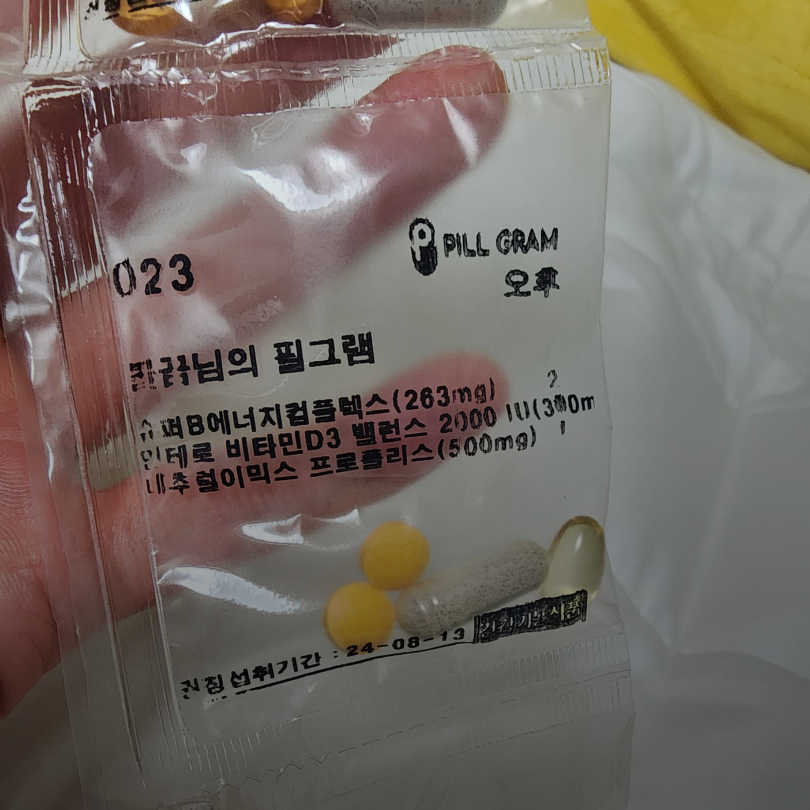 023
PILL GRAM
오후
님의 필그램
슈퍼B에너지컴플렉스(263mg) 2
인테로 비타민D3 밸런스 2000 IU(300m 1
내추럴이믹스 프로폴리스(500mg) 1
권장섭취기간 : 24-08-13